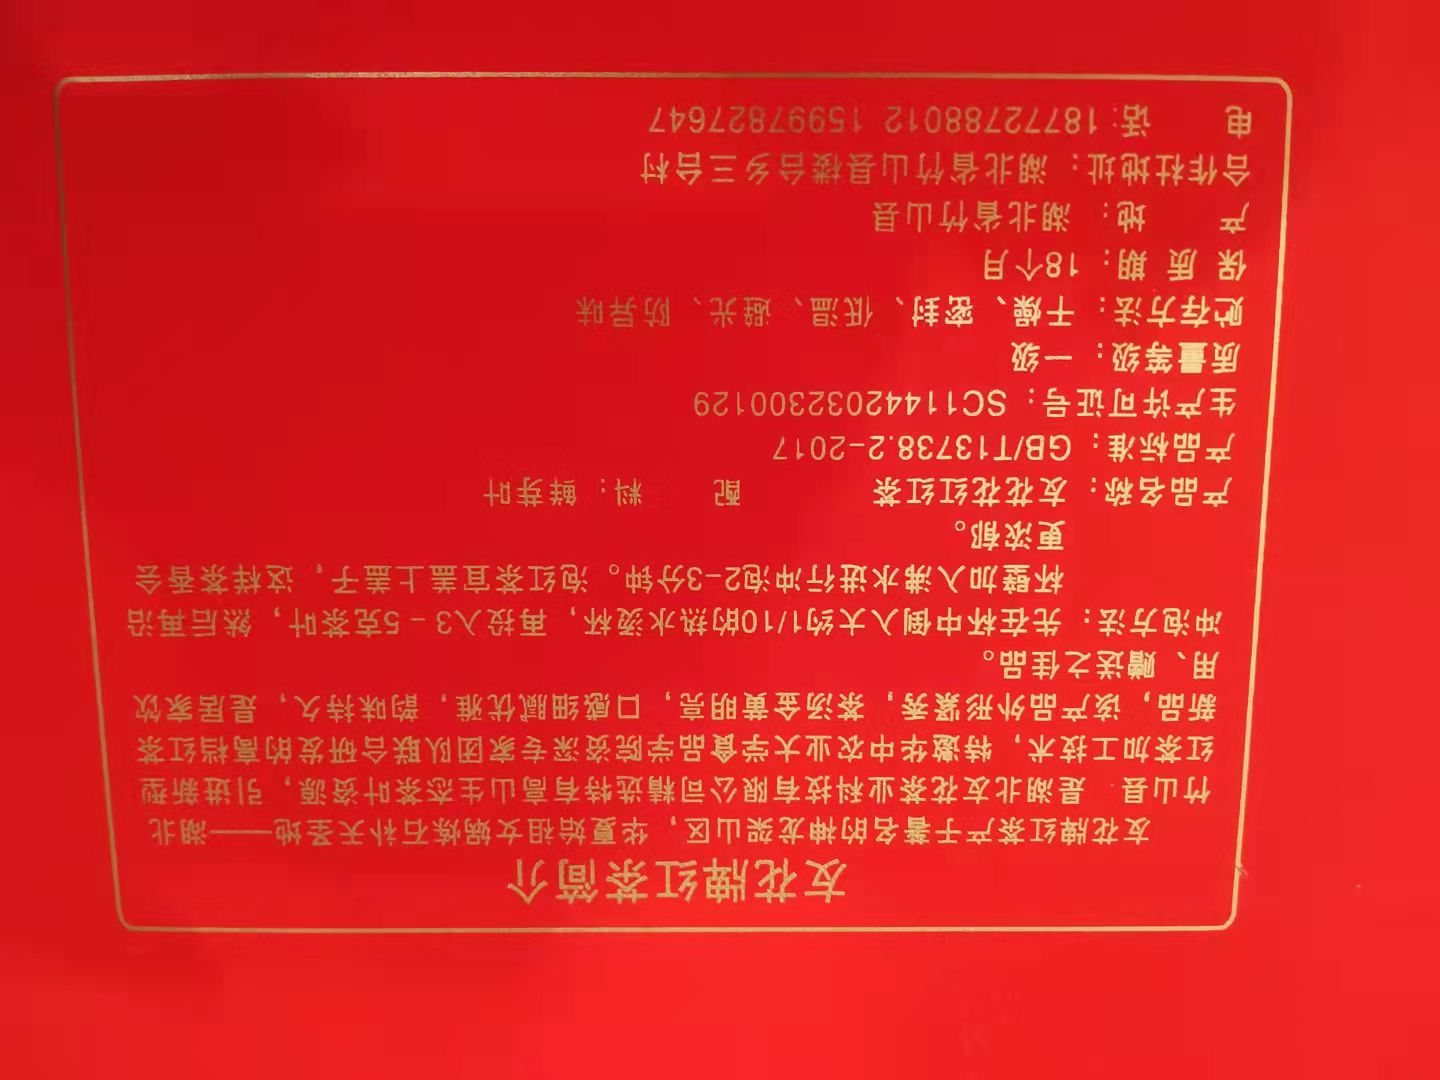 友花牌红茶简介
友花牌红茶产于著名的神龙架山区，华夏始祖女娲炼石补天圣地——湖北
竹山县 是湖北友花茶业科技有限公司精选特有高山生态茶叶资源，引进新型
红茶加工技术，特邀华中农业大学食品学院资深专家团队联合研发的高档红茶
新品，该产品外形紧秀，茶汤金黄明亮，口感细腻优雅，韵味持久，是居家饮
用、赠送之佳品。
冲泡方法：先在杯中倒入大约1/10的热水烫杯，再投入3-5克茶叶，然后再沿
杯壁加入沸水进行冲泡2-3分钟。泡红茶宜盖上盖子，这样茶香会
更浓郁。
产品名称：友花花红红茶 配 料：鲜芽叶
产品标准：GB/T13738.2-2017
生产许可证号：SC11442032300129
质量等级：一级
贮存方法：干燥、密封、低温、避光、防异味
保 质 期：18个月
产 地：湖北省竹山县
合作社地址：湖北省竹山县楼台乡三台村
电 话：18772788012 15997827647